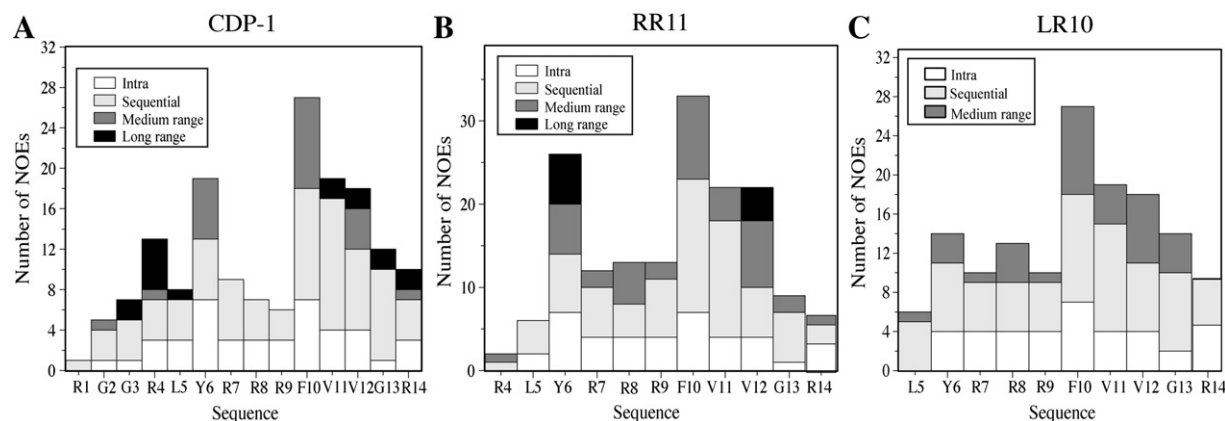 A
CDP-1
Number of NOEs
32
28
24
20
16
12
8
4
0
Intra
Sequential
Medium range
Long range
R1 G2 G3 R4 L5 Y6 R7 R8 R9 F10 V11 V12 G13 R14
Sequence
B
RR11
Number of NOEs
30
20
10
0
Intra
Sequential
Medium range
Long range
R4 L5 Y6 R7 R8 R9 F10 V11 V12 G13 R14
Sequence
C
LR10
Number of NOEs
32
28
24
20
16
12
8
4
0
Intra
Sequential
Medium range
L5 Y6 R7 R8 R9 F10 V11 V12 G13 R14
Sequence